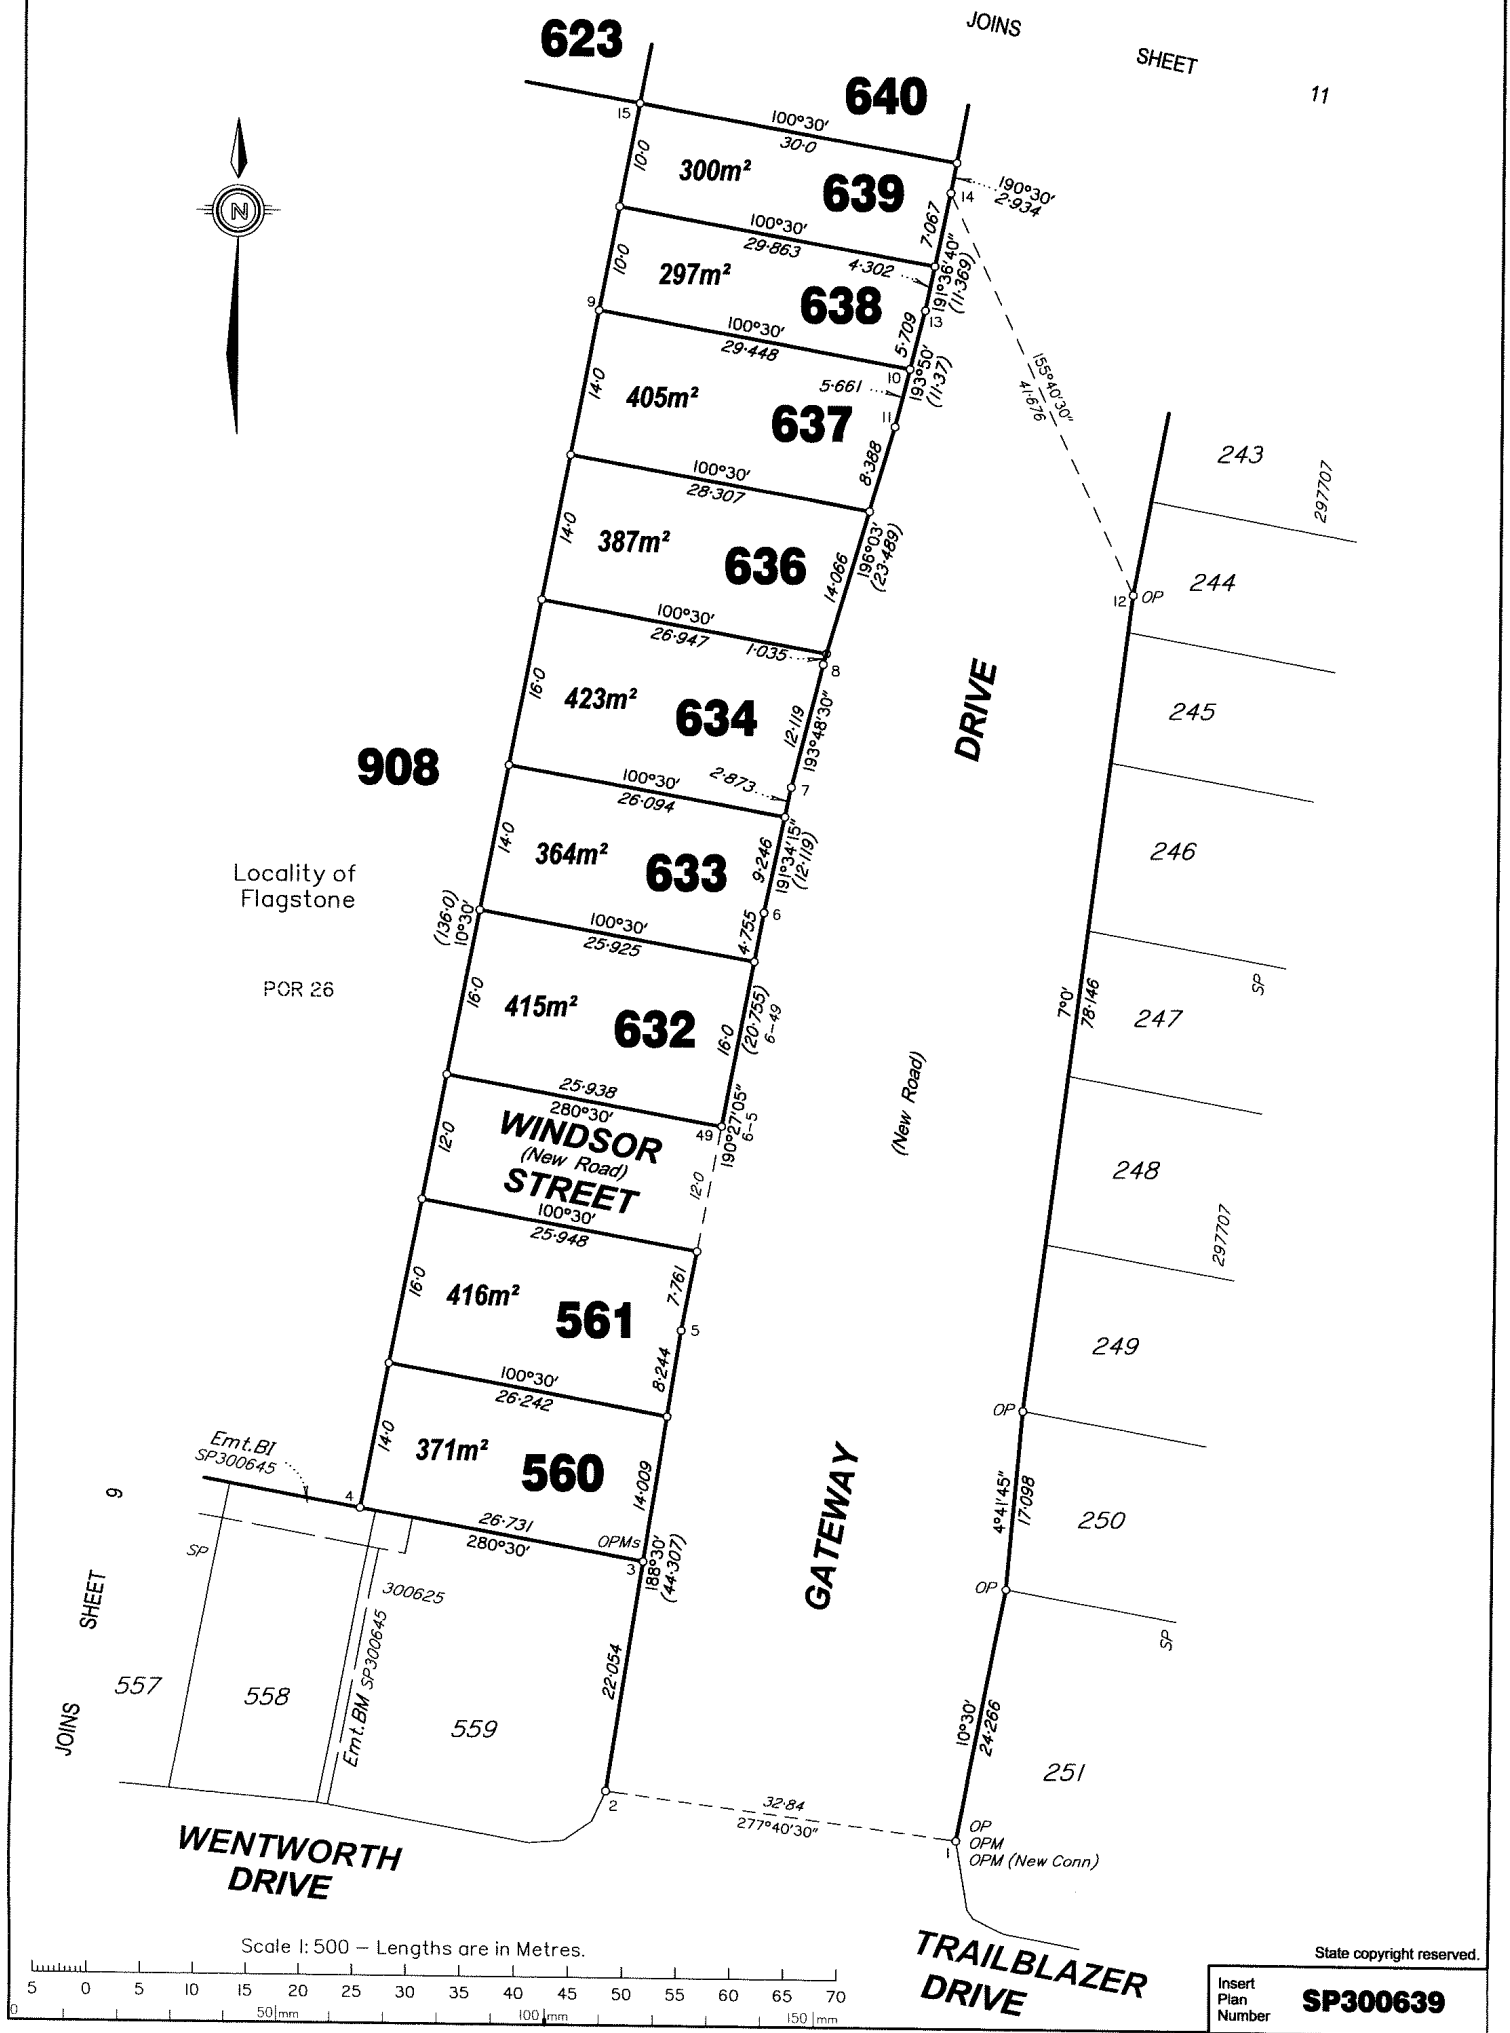 623
JOINS
SHEET
11
640
15
100°30′
30·0
10·0
300m²
639
190°30′
2·934
14
7·067
100°30′
29·863
N
10·0
297m²
638
4·302
191°36′40″
(11·369)
13
9
100°30′
29·448
5·709
10
193°50′
(11·37)
5·661
11
14·0
405m²
637
155°40′30″
41·676
8·388
243
297707
100°30′
28·307
14·0
387m²
636
196°03′
(23·489)
14·066
244
12
OP
100°30′
26·947
1·035
8
16·0
423m²
634
12·119
193°48′30″
DRIVE
245
908
100°30′
26·094
2·873
7
14·0
364m²
633
9·246
191°34′15″
(12·119)
246
Locality of
Flagstone
(136·0)
10°30′
100°30′
25·925
4·755
6
POR 26
16·0
415m²
632
16·0
(20·755)
6-49
7°0′
78·146
SP
247
(New Road)
25·938
280°30′
49
190°27′05″
6-5
12·0
WINDSOR
(New Road)
STREET
12·0
248
297707
100°30′
25·948
16·0
416m²
561
7·761
5
249
100°30′
26·242
8·244
OP
14·0
371m²
560
14·009
GATEWAY
Emt.BI
SP300645
4
26·731
280°30′
OPMs
3
188°30′
(44·307)
4°41′45″
17·098
250
OP
JOINS
SHEET
9
SP
300625
Emt.BM SP300645
SP
557
558
559
22·054
10°30′
24·266
251
2
32·84
277°40′30″
1
OP
OPM
OPM (New Conn)
WENTWORTH
DRIVE
TRAILBLAZER
DRIVE
Scale 1: 500 – Lengths are in Metres.
5 0 5 10 15 20 25 30 35 40 45 50 55 60 65 70
0 50 mm 100 mm 150 mm
State copyright reserved.
Insert
Plan
Number
SP300639